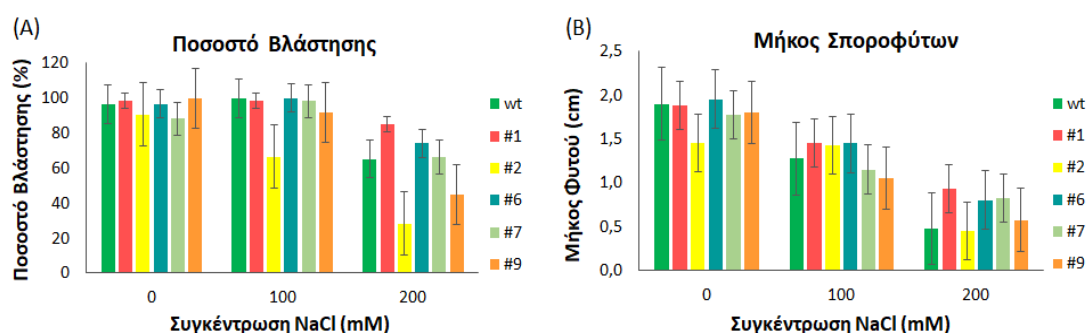 (A)
Ποσοστό Βλάστησης
Ποσοστό Βλάστησης (%)
120
100
80
60
40
20
0
0 100 200
Συγκέντρωση NaCl (mM)
wt
#1
#2
#6
#7
#9
(B)
Μήκος Σποροφύτων
Μήκος Φυτού (cm)
2,5
2,0
1,5
1,0
0,5
0,0
0 100 200
Συγκέντρωση NaCl (mM)
wt
#1
#2
#6
#7
#9